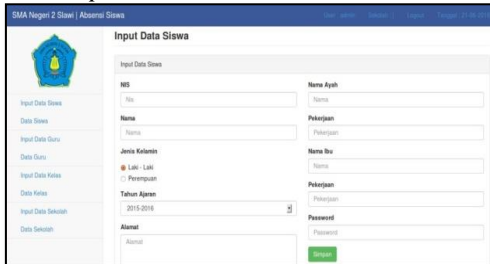 SMA Negeri 2 Slawi | Absensi Siswa
Input Data Siswa
Data Siswa
Input Data Guru
Data Guru
Input Data Kelas
Data Kelas
Input Data Sekolah
Data Sekolah
Input Data Siswa
Input Data Siswa
NIS
Nis
Nama
Nama
Jenis Kelamin
Laki - Laki
Perempuan
Tahun Ajaran
2015-2016
Alamat
Alamat
Nama Ayah
Nama
Pekerjaan
Pekerjaan
Nama Ibu
Nama
Pekerjaan
Pekerjaan
Password
Password
Simpan